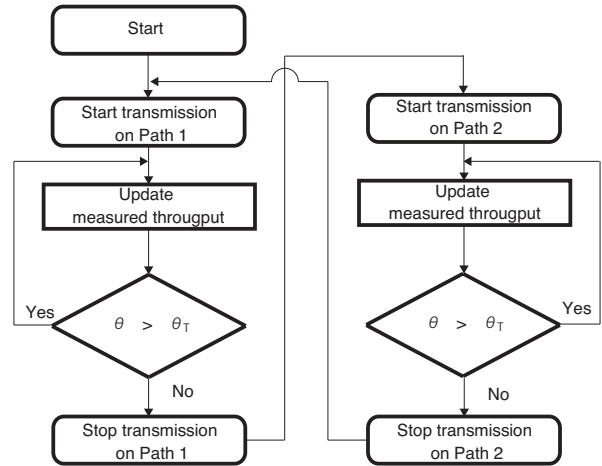 Start
Start transmission
on Path 1
Update
measured througput
Yes
θ > θT
No
Stop transmission
on Path 1
Start transmission
on Path 2
Update
measured througput
Yes
θ > θT
No
Stop transmission
on Path 2